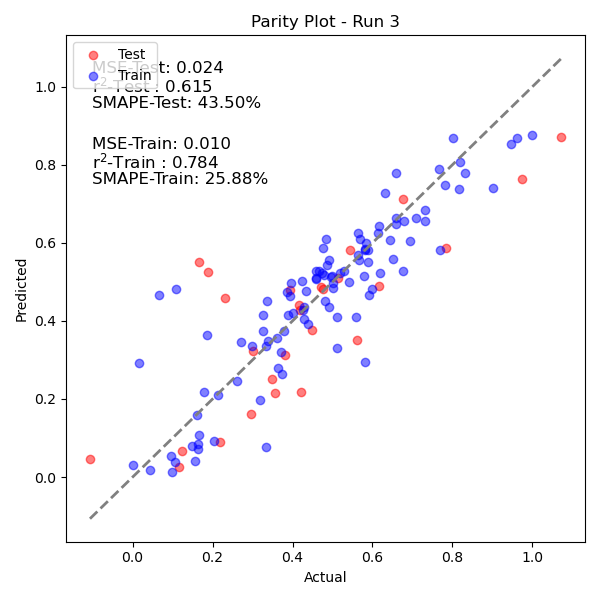 Parity Plot - Run 3
Test
Train
MSE-Test: 0.024
r²-Test : 0.615
SMAPE-Test: 43.50%
MSE-Train: 0.010
r²-Train : 0.784
SMAPE-Train: 25.88%
Predicted
1.0
0.8
0.6
0.4
0.2
0.0
0.0 0.2 0.4 0.6 0.8 1.0
Actual